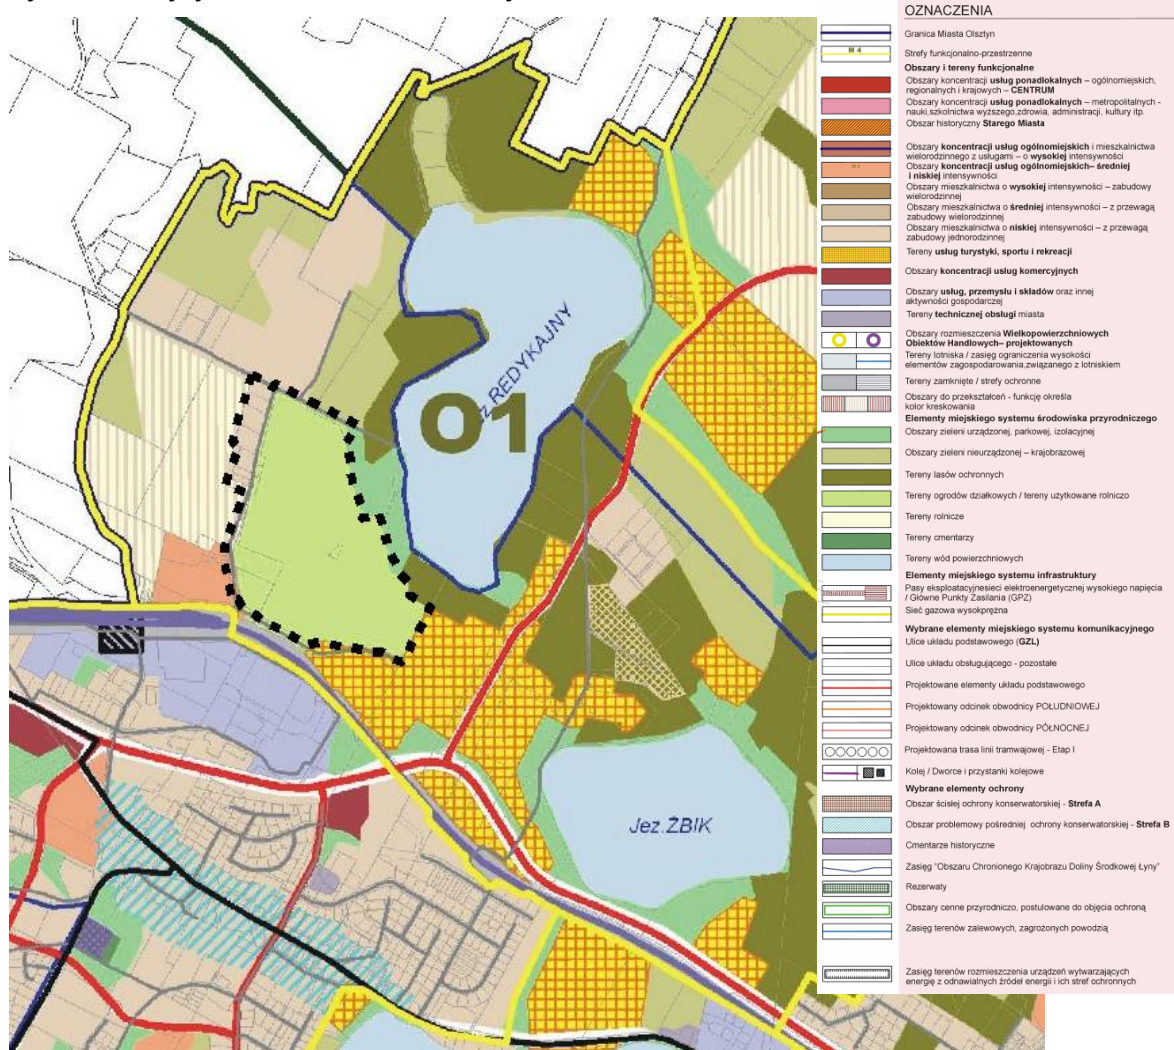 OZNACZENIA
Granica Miasta Olsztyn
M 4
Strefy funkcjonalno-przestrzenne
Obszary i tereny funkcjonalne
Obszary koncentracji usług ponadlokalnych – ogólnomiejskich,
regionalnych i krajowych – CENTRUM
Obszary koncentracji usług ponadlokalnych – metropolitalnych -
nauki,szkolnictwa wyższego,zdrowia, administracji, kultury itp.
Obszar historyczny Starego Miasta
Obszary koncentracji usług ogólnomiejskich i mieszkalnictwa
wielorodzinnego z usługami – o wysokiej intensywności
Obszary koncentracji usług ogólnomiejskich– średniej
i niskiej intensywności
Obszary mieszkalnictwa o wysokiej intensywności – zabudowy
wielorodzinnej
Obszary mieszkalnictwa o średniej intensywności – z przewagą
zabudowy wielorodzinnej
Obszary mieszkalnictwa o niskiej intensywności – z przewagą
zabudowy jednorodzinnej
Tereny usług turystyki, sportu i rekreacji
Obszary koncentracji usług komercyjnych
Obszary usług, przemysłu i składów oraz innej
aktywności gospodarczej
Tereny technicznej obsługi miasta
Obszary rozmieszczenia Wielkopowierzchniowych
Obiektów Handlowych– projektowanych
Tereny lotniska / zasięg ograniczenia wysokości
elementów zagospodarowania,związanego z lotniskiem
Tereny zamknięte / strefy ochronne
Obszary do przekształceń - funkcję określa
kolor kreskowania
Elementy miejskiego systemu środowiska przyrodniczego
Obszary zieleni urządzonej, parkowej, izolacyjnej
Obszary zieleni nieurządzonej – krajobrazowej
Tereny lasów ochronnych
Tereny ogrodów działkowych / tereny użytkowane rolniczo
Tereny rolnicze
Tereny cmentarzy
Tereny wód powierzchniowych
Elementy miejskiego systemu infrastruktury
Pasy eksploatacyjnesieci elektroenergetycznej wysokiego napięcia
/ Główne Punkty Zasilania (GPZ)
Sieć gazowa wysokprężna
Wybrane elementy miejskiego systemu komunikacyjnego
Ulice układu podstawowego (GZL)
Ulice układu obsługującego - pozostałe
Projektowane elementy układu podstawowego
Projektowany odcinek obwodnicy POŁUDNIOWEJ
Projektowany odcinek obwodnicy PÓŁNOCNEJ
Projektowana trasa linii tramwajowej - Etap I
Kolej / Dworce i przystanki kolejowe
Wybrane elementy ochrony
Obszar ścisłej ochrony konserwatorskiej - Strefa A
Obszar problemowy pośredniej ochrony konserwatorskiej - Strefa B
Cmentarze historyczne
Zasięg "Obszaru Chronionego Krajobrazu Doliny Środkowej Łyny"
Rezerwaty
Obszary cenne przyrodniczo, postulowane do objęcia ochroną
Zasięg terenów zalewowych, zagrożonych powodzią
Zasięg terenów rozmieszczenia urządzeń wytwarzających
energię z odnawialnych źródeł energii i ich stref ochronnych
REDYKAJNY
O1
Jez. ŻBIK